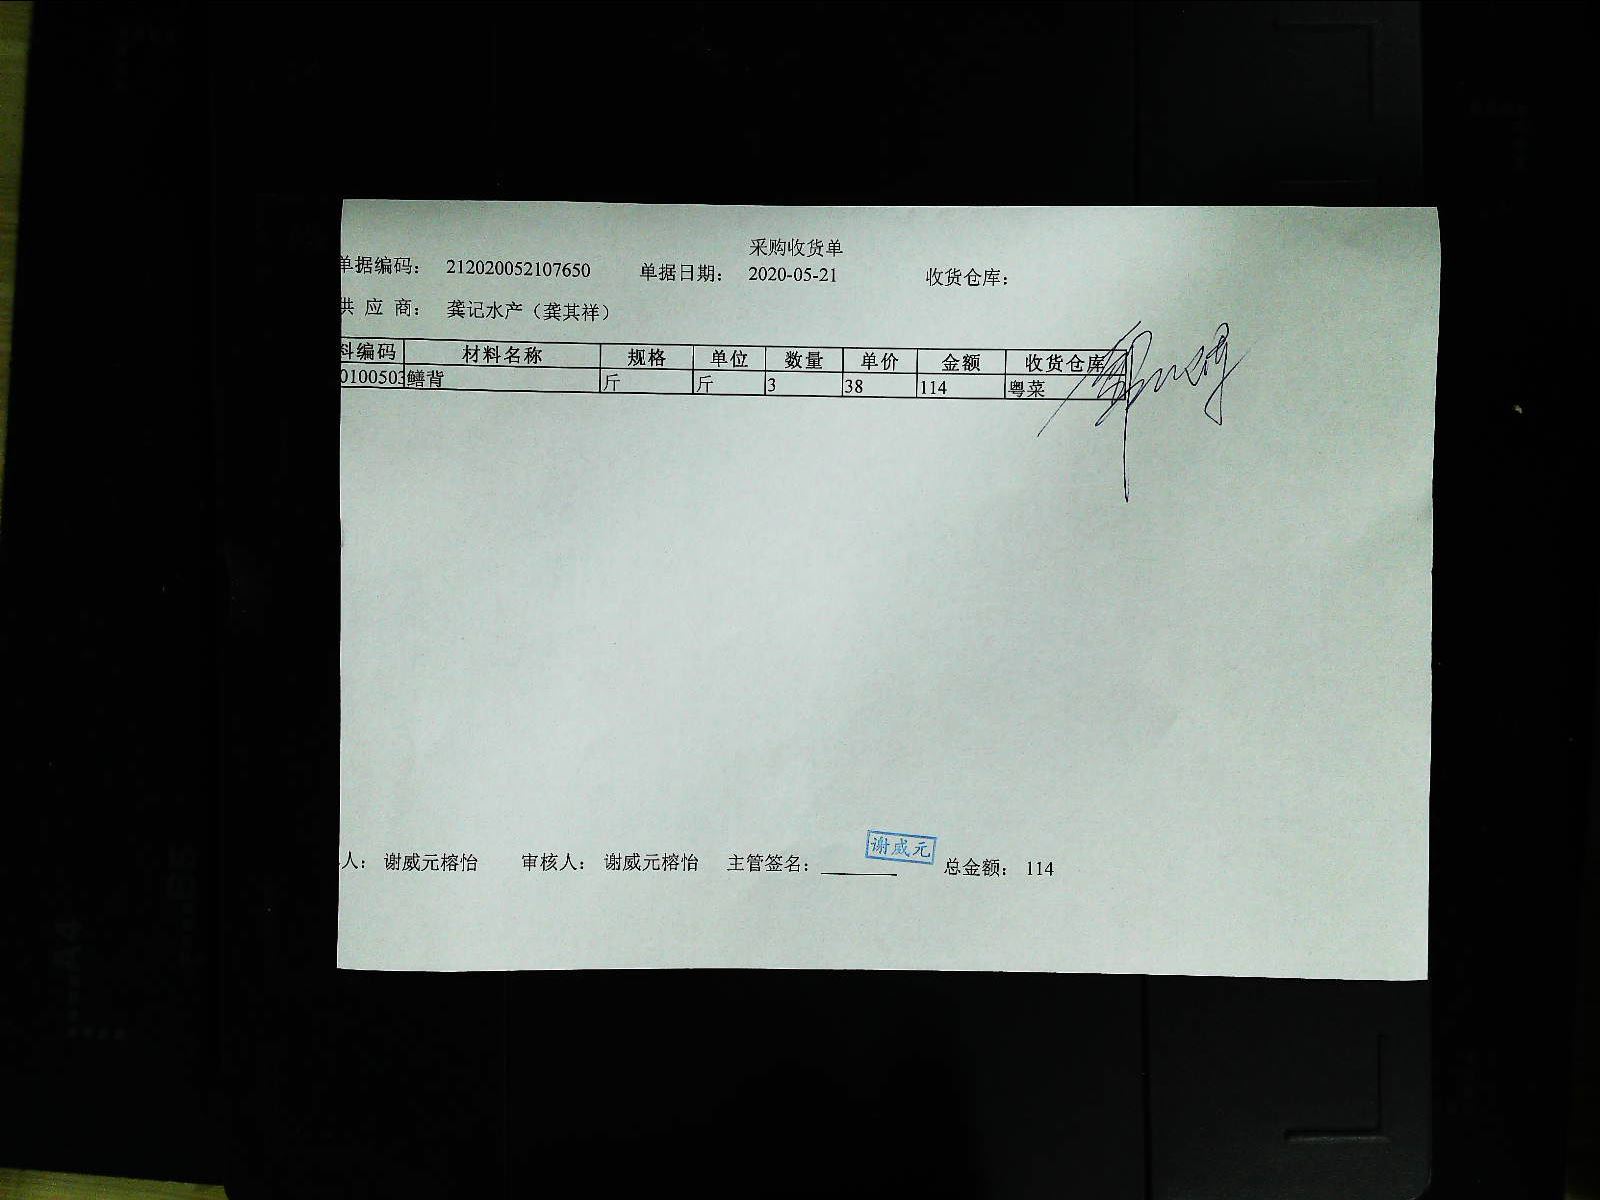 采购收货单
单据编码： 212020052107650 单据日期： 2020-05-21 收货仓库：
供 应 商： 龚记水产（龚其祥）
料编码 材料名称 规格 单位 数量 单价 金额 收货仓库
0100503 鳝背 斤 斤 3 38 114 粤菜
谢威元
人： 谢威元榕怡 审核人： 谢威元榕怡 主管签名： 总金额： 114